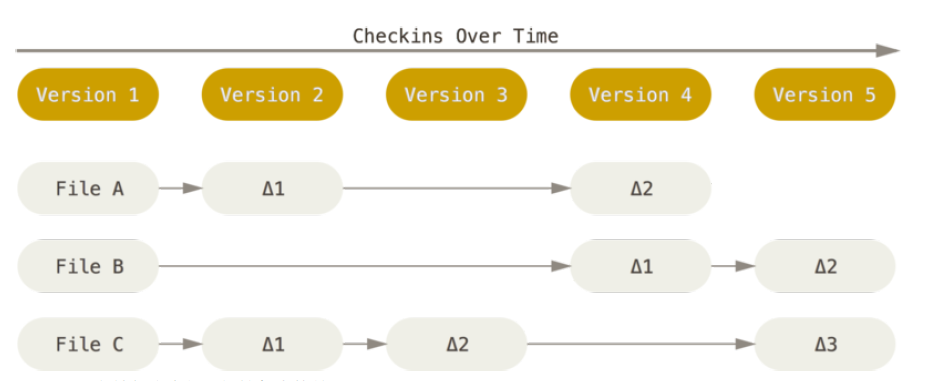 Checkins Over Time
Version 1 Version 2 Version 3 Version 4 Version 5
File A Δ1 Δ2
File B Δ1 Δ2
File C Δ1 Δ2 Δ3